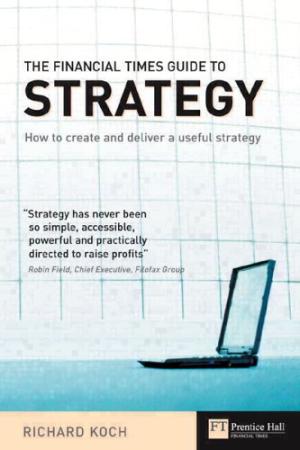 THE FINANCIAL TIMES GUIDE TO
STRATEGY
How to create and deliver a useful strategy
"Strategy has never been
so simple, accessible,
powerful and practically
directed to raise profits"
Robin Field, Chief Executive, Filofax Group
RICHARD KOCH
FT
Prentice Hall
FINANCIAL TIMES